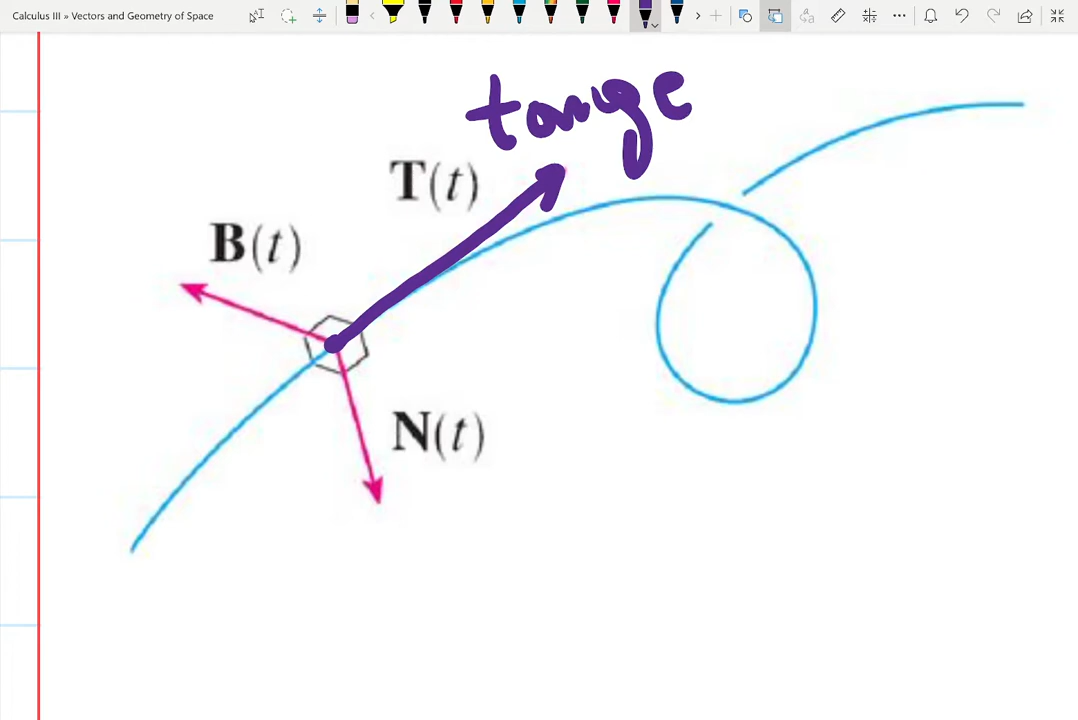 Calculus III » Vectors and Geometry of Space
tange
T(t)
B(t)
N(t)